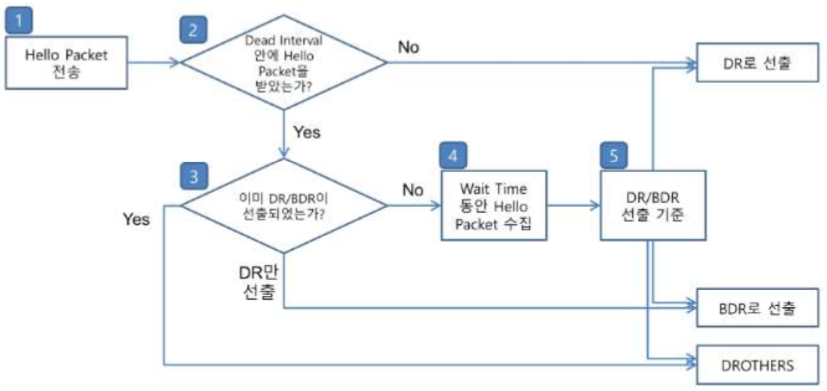 1
Hello Packet
전송
2
Dead Interval
안에 Hello
Packet을
받았는가?
No
DR로 선출
Yes
3
이미 DR/BDR이
선출되었는가?
No
4
Wait Time
동안 Hello
Packet 수집
5
DR/BDR
선출 기준
Yes
DR만
선출
BDR로 선출
DROTHERS